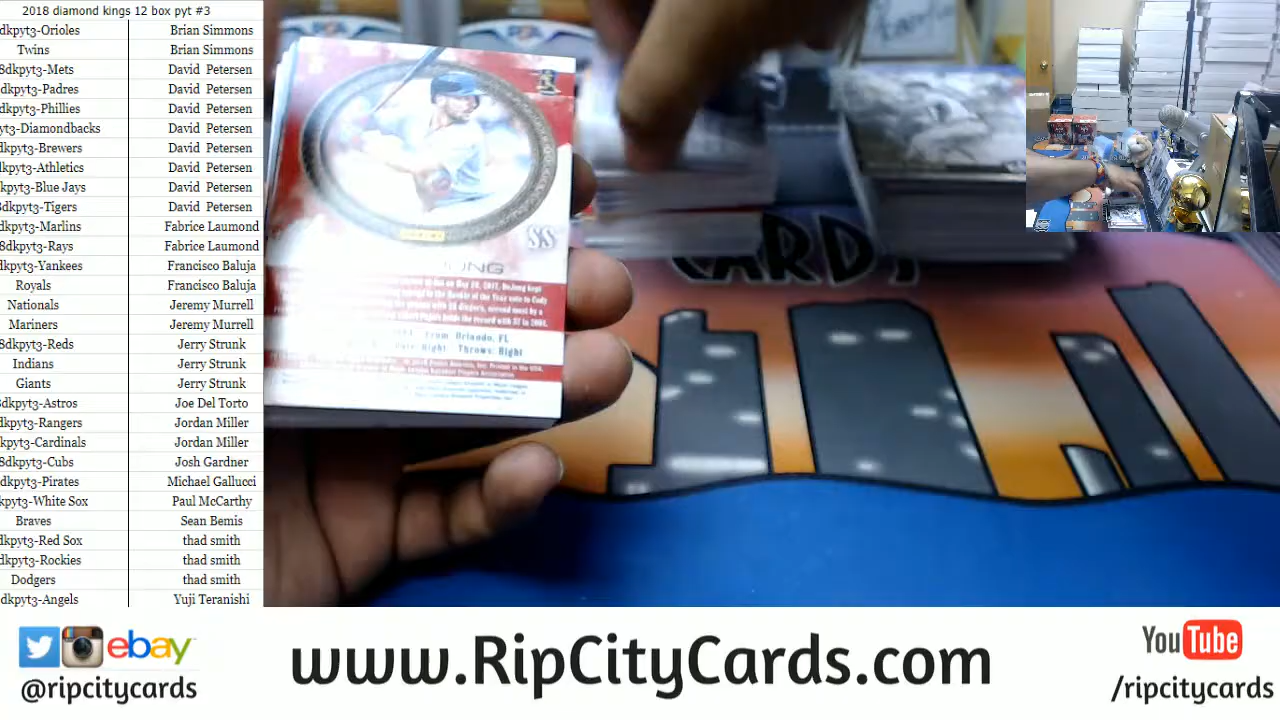 2018 diamond kings 12 box pyt #3
dkpyt3-Orioles Brian Simmons
Twins Brian Simmons
8dkpyt3-Mets David Petersen
dkpyt3-Padres David Petersen
dkpyt3-Phillies David Petersen
yt3-Diamondbacks David Petersen
kpyt3-Brewers David Petersen
kpyt3-Athletics David Petersen
kpyt3-Blue Jays David Petersen
8dkpyt3-Tigers David Petersen
dkpyt3-Marlins Fabrice Laumond
8dkpyt3-Rays Fabrice Laumond
dkpyt3-Yankees Francisco Baluja
Royals Francisco Baluja
Nationals Jeremy Murrell
Mariners Jeremy Murrell
8dkpyt3-Reds Jerry Strunk
Indians Jerry Strunk
Giants Jerry Strunk
dkpyt3-Astros Joe Del Torto
dkpyt3-Rangers Jordan Miller
kpyt3-Cardinals Jordan Miller
8dkpyt3-Cubs Josh Gardner
dkpyt3-Pirates Michael Gallucci
kpyt3-White Sox Paul McCarthy
Braves Sean Bemis
dkpyt3-Red Sox thad smith
dkpyt3-Rockies thad smith
Dodgers thad smith
dkpyt3-Angels Yuji Teranishi
SS
JONG
From: Orlando, FL
Right Throws: Right
CARD
ebay
@ripcitycards
www.RipCityCards.com
YouTube
/ripcitycards